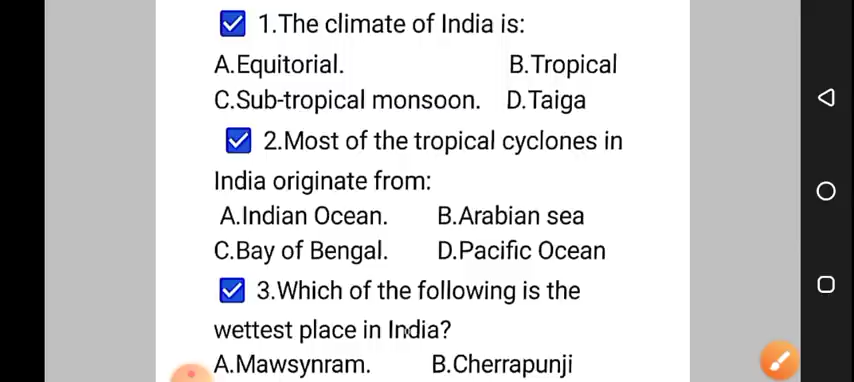 1.The climate of India is:
A.Equitorial. B.Tropical
C.Sub-tropical monsoon. D.Taiga
2.Most of the tropical cyclones in
India originate from:
A.Indian Ocean. B.Arabian sea
C.Bay of Bengal. D.Pacific Ocean
3.Which of the following is the
wettest place in India?
A.Mawsynram. B.Cherrapunji